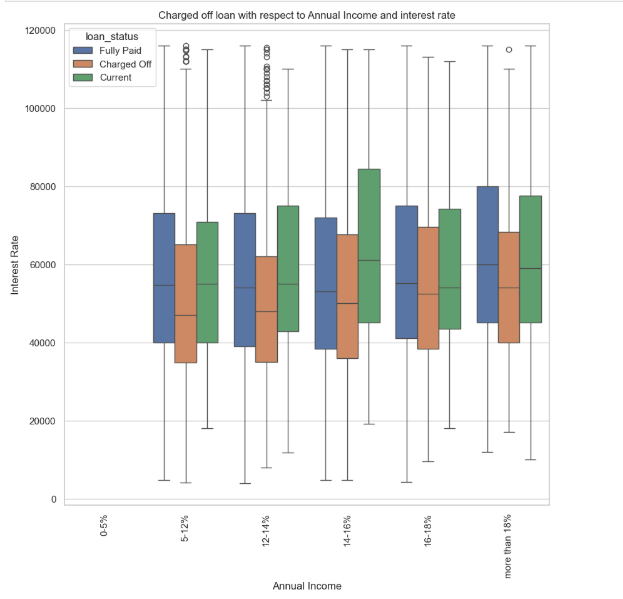 Charged off loan with respect to Annual Income and interest rate
loan_status
Fully Paid
Charged Off
Current
120000
100000
80000
60000
40000
20000
0
Interest Rate
0-5%
5-12%
12-14%
14-16%
16-18%
more than 18%
Annual Income